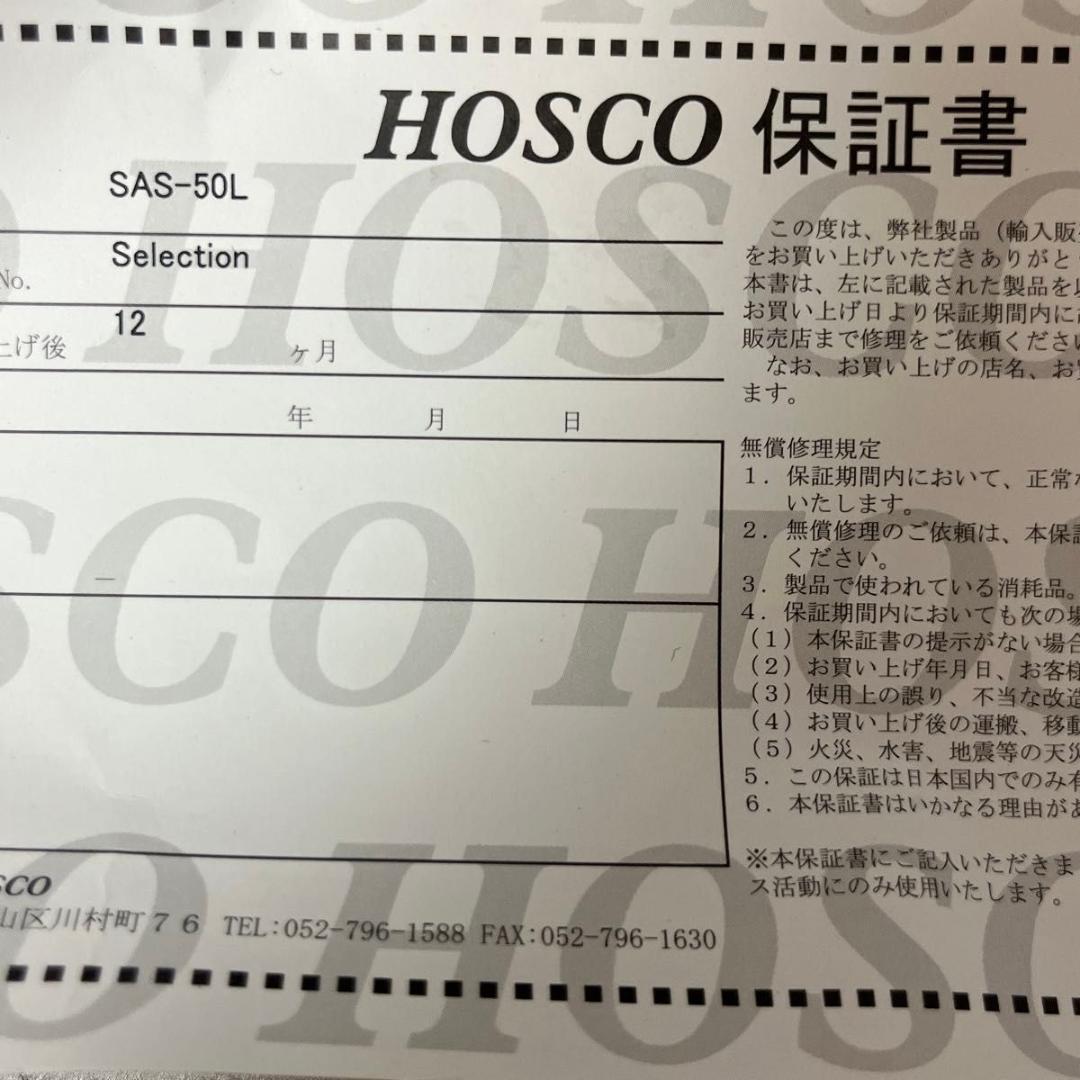 HOSCO 保証書
SAS-50L
Selection
No.
12
上げ後 ヶ月
年 月 日
この度は、弊社製品（輸入販
をお買い上げいただきありがと
本書は、左に記載された製品を
お買い上げ日より保証期間内に
販売店まで修理をご依頼ください
なお、お買い上げの店名、お買
ます。
無償修理規定
１．保証期間内において、正常な
いたします。
２．無償修理のご依頼は、本保証
ください。
３．製品で使われている消耗品。
４．保証期間内においても次の場
（１）本保証書の提示がない場合
（２）お買い上げ年月日、お客様
（３）使用上の誤り、不当な改造
（４）お買い上げ後の運搬、移動
（５）火災、水害、地震等の天災
５．この保証は日本国内でのみ有
６．本保証書はいかなる理由があ
※本保証書にご記入いただきま
ス活動にのみ使用いたします。
SCO
山区川村町７６ TEL:052-796-1588 FAX:052-796-1630